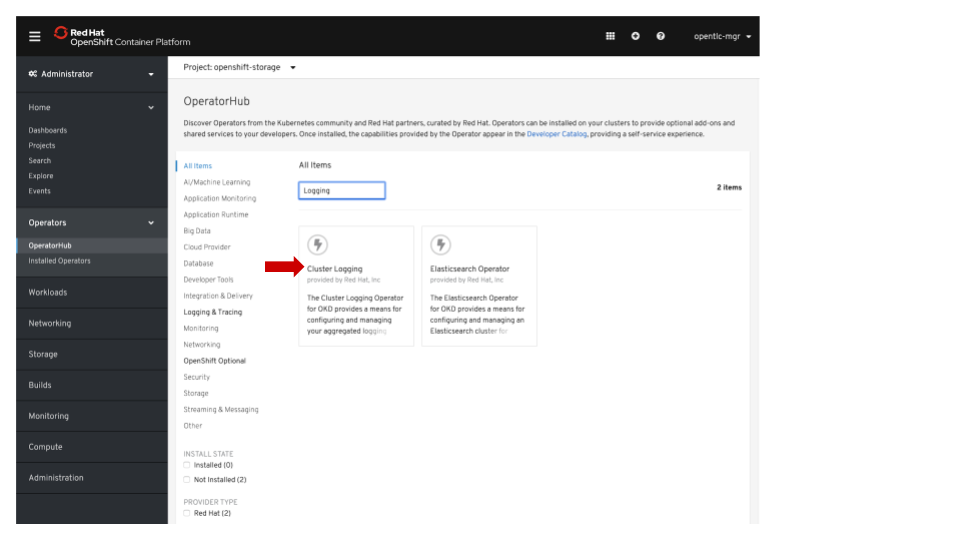 Red Hat
OpenShift Container Platform
opentlc-mgr
Administrator
Project: openshift-storage
Home
Dashboards
Projects
Search
Explore
Events
Operators
OperatorHub
Installed Operators
Workloads
Networking
Storage
Builds
Monitoring
Compute
Administration
OperatorHub
Discover Operators from the Kubernetes community and Red Hat partners, curated by Red Hat. Operators can be installed on your clusters to provide optional add-ons and
shared services to your developers. Once installed, the capabilities provided by the Operator appear in the Developer Catalog, providing a self-service experience.
All Items
AI/Machine Learning
Application Monitoring
Application Runtime
Big Data
Cloud Provider
Database
Developer Tools
Integration & Delivery
Logging & Tracing
Monitoring
Networking
OpenShift Optional
Security
Storage
Streaming & Messaging
Other
INSTALL STATE
Installed (0)
Not Installed (2)
PROVIDER TYPE
Red Hat (2)
All Items
Logging
2 items
Cluster Logging
provided by Red Hat, Inc
The Cluster Logging Operator
for OKD provides a means for
configuring and managing
your aggregated logging
Elasticsearch Operator
provided by Red Hat, Inc
The Elasticsearch Operator
for OKD provides a means for
configuring and managing an
Elasticsearch cluster for